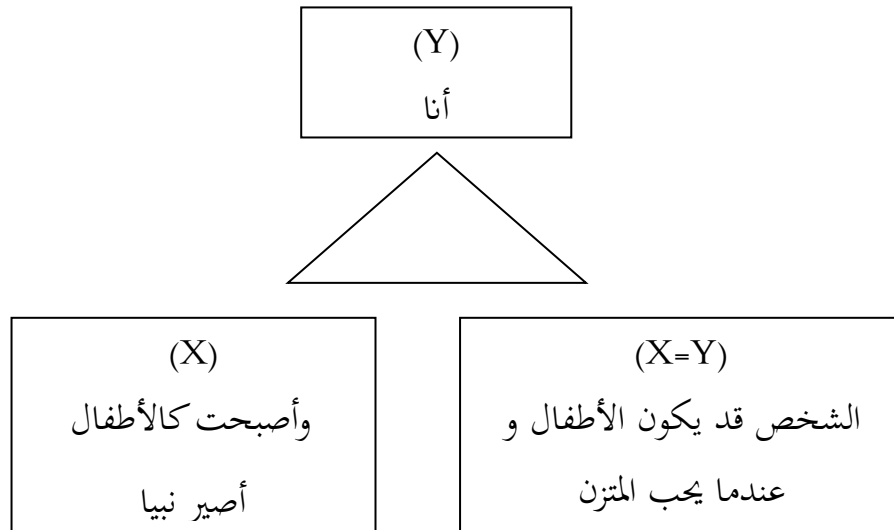 (Y)
أنا
(X)
وأصبحت كالأطفال
أصير نبيا
(X=Y)
الشخص قد يكون الأطفال و
عندما يحب المتزن